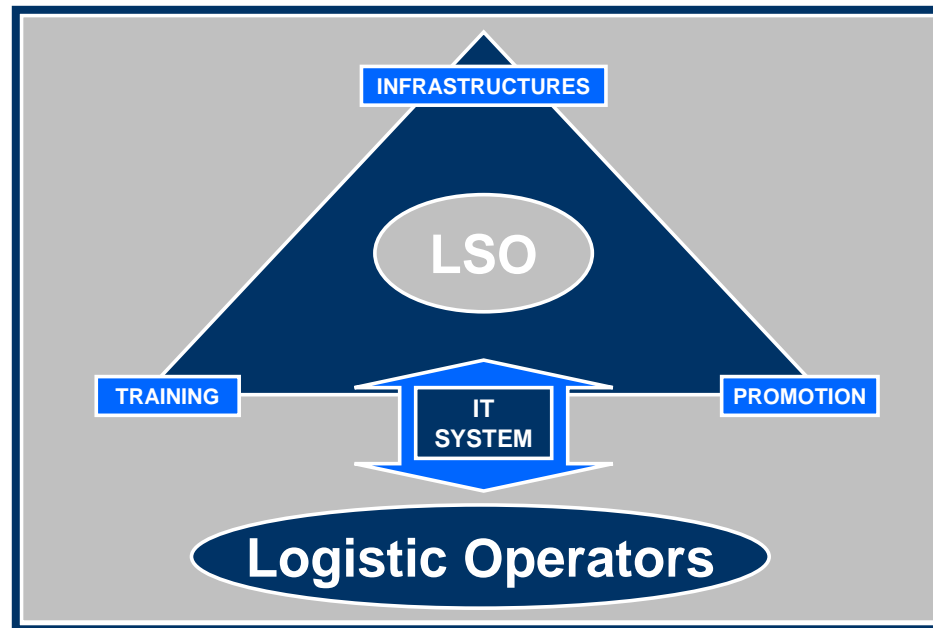 INFRASTRUCTURES
LSO
TRAINING
PROMOTION
IT
SYSTEM
Logistic Operators